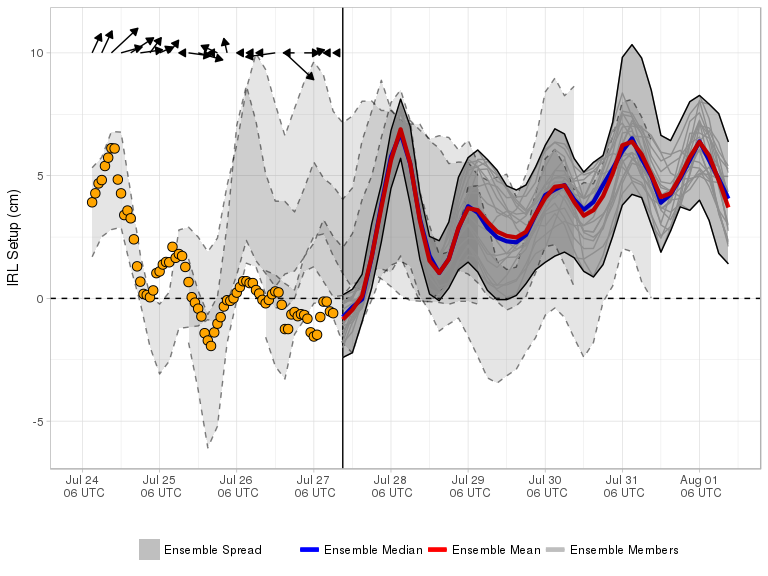 IRL Setup (cm)
10
5
0
-5
Jul 24
06 UTC
Jul 25
06 UTC
Jul 26
06 UTC
Jul 27
06 UTC
Jul 28
06 UTC
Jul 29
06 UTC
Jul 30
06 UTC
Jul 31
06 UTC
Aug 01
06 UTC
Ensemble Spread
Ensemble Median
Ensemble Mean
Ensemble Members